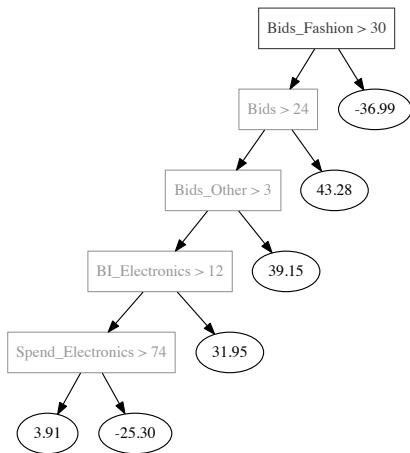 Bids_Fashion > 30
Bids > 24
-36.99
Bids_Other > 3
43.28
BI_Electronics > 12
39.15
Spend_Electronics > 74
31.95
3.91
-25.30